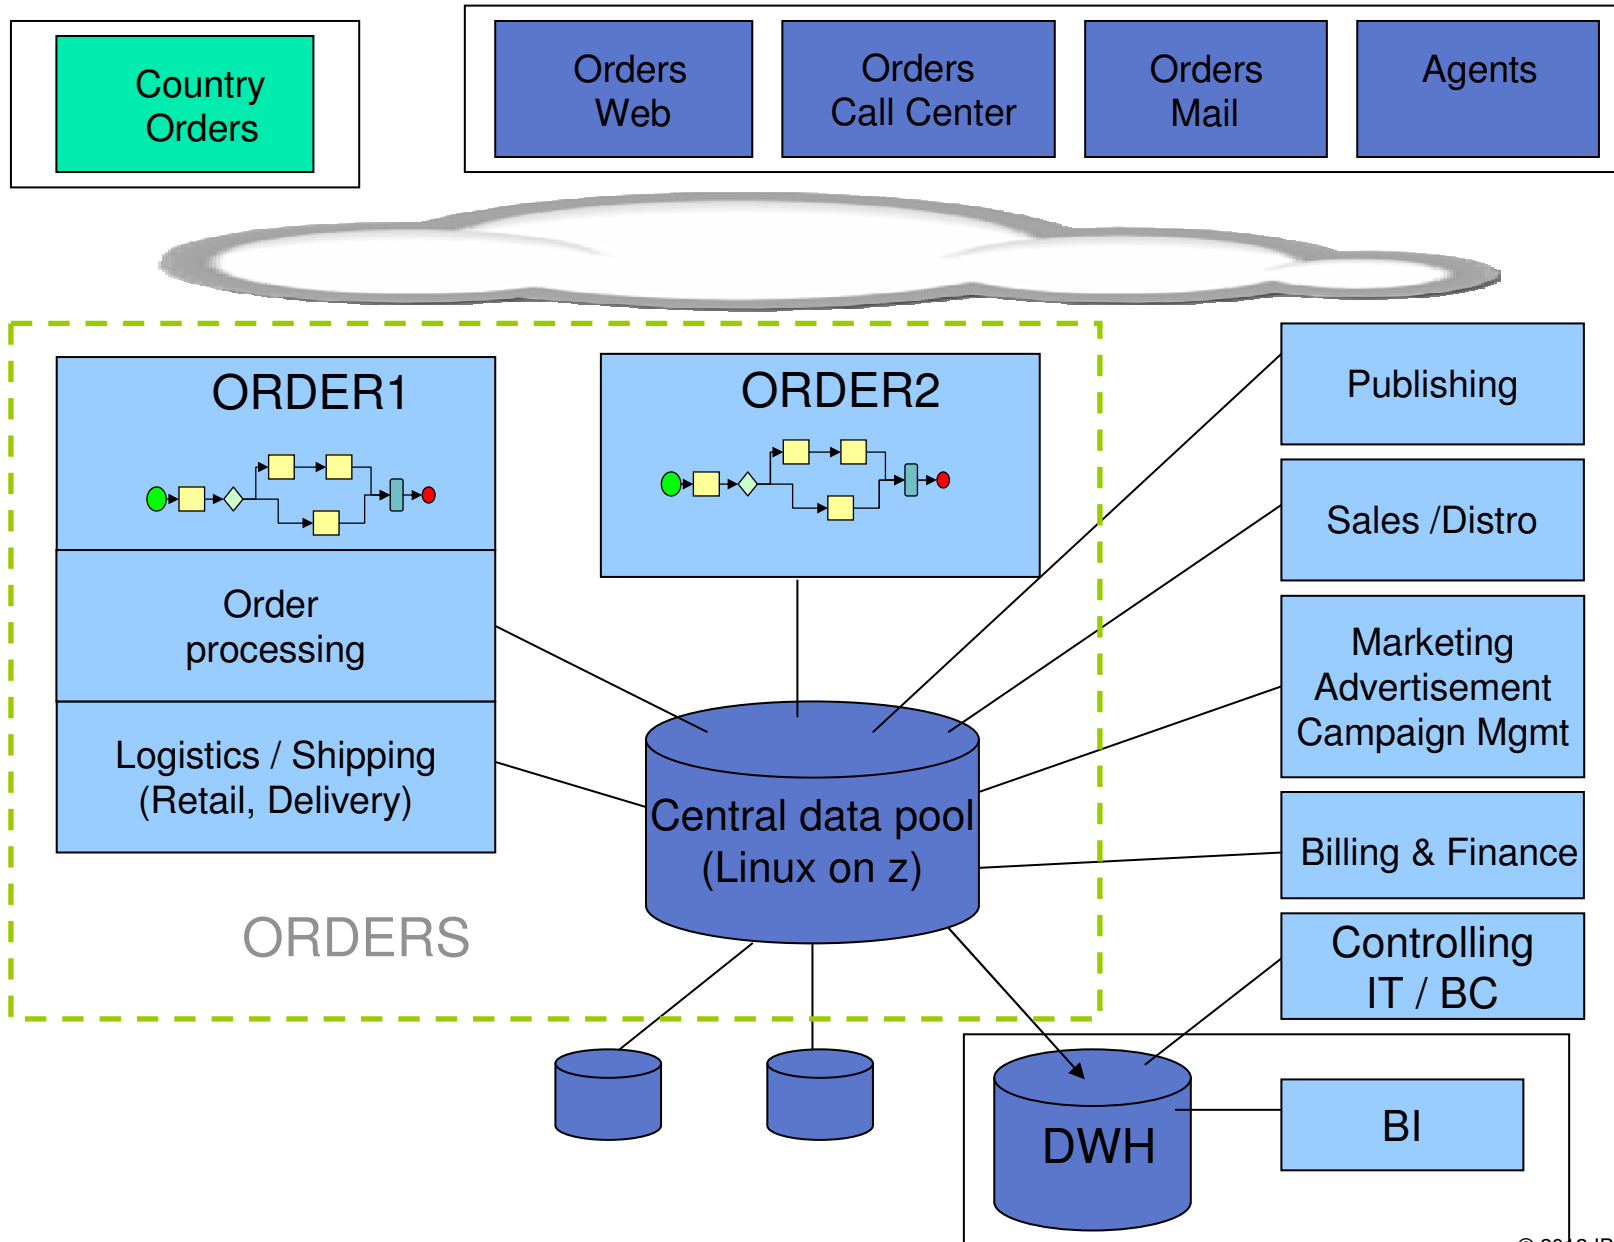 Country
Orders
Orders
Web
Orders
Call Center
Orders
Mail
Agents
ORDER1
ORDER2
Publishing
Sales /Distro
Order
processing
Marketing
Advertisement
Campaign Mgmt
Logistics / Shipping
(Retail, Delivery)
Central data pool
(Linux on z)
Billing & Finance
ORDERS
Controlling
IT / BC
DWH
BI